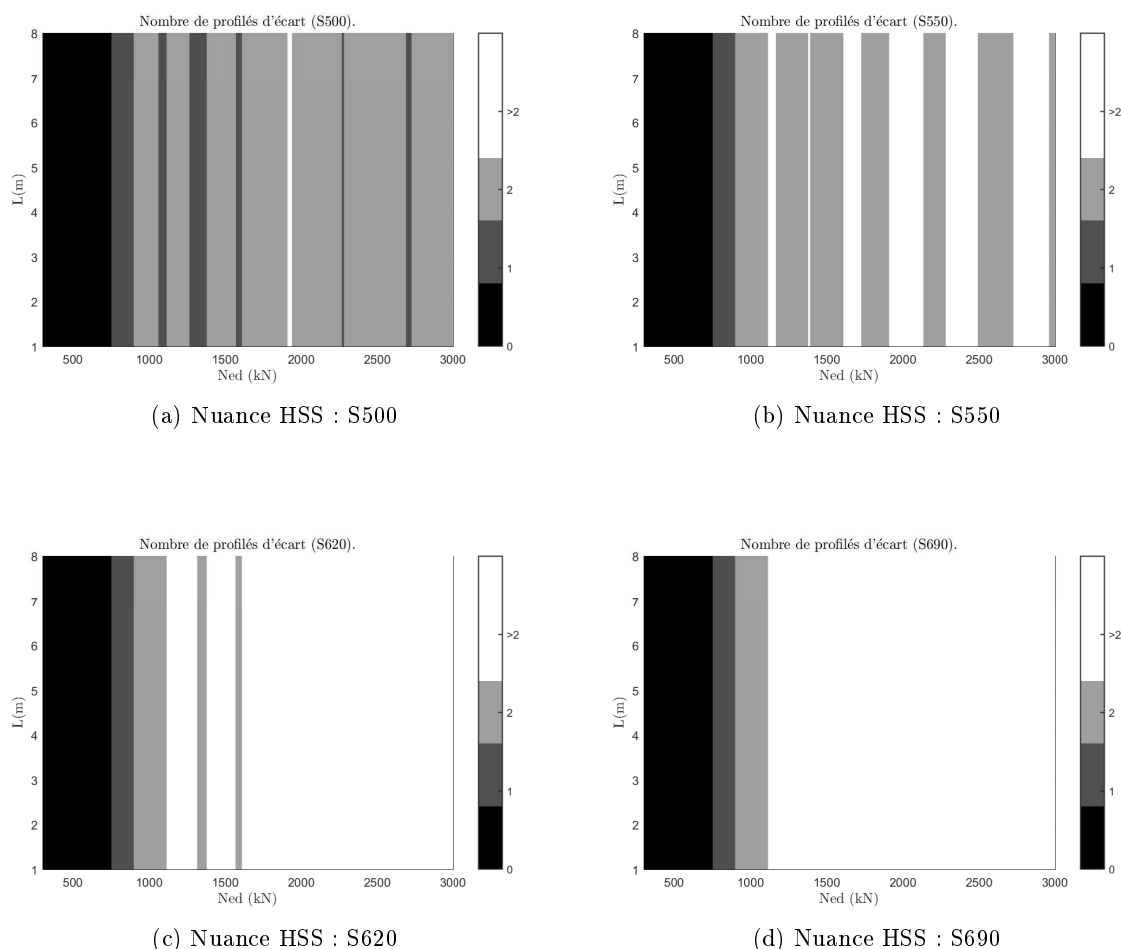 Nombre de profilés d'écart (S500).
8
7
6
5
4
3
2
1
L(m)
500 1000 1500 2000 2500 3000
Ned (kN)
>2
2
1
0
(a) Nuance HSS : S500
Nombre de profilés d'écart (S550).
8
7
6
5
4
3
2
1
L(m)
500 1000 1500 2000 2500 3000
Ned (kN)
>2
2
1
0
(b) Nuance HSS : S550
Nombre de profilés d'écart (S620).
8
7
6
5
4
3
2
1
L(m)
500 1000 1500 2000 2500 3000
Ned (kN)
>2
2
1
0
(c) Nuance HSS : S620
Nombre de profilés d'écart (S690).
8
7
6
5
4
3
2
1
L(m)
500 1000 1500 2000 2500 3000
Ned (kN)
>2
2
1
0
(d) Nuance HSS : S690